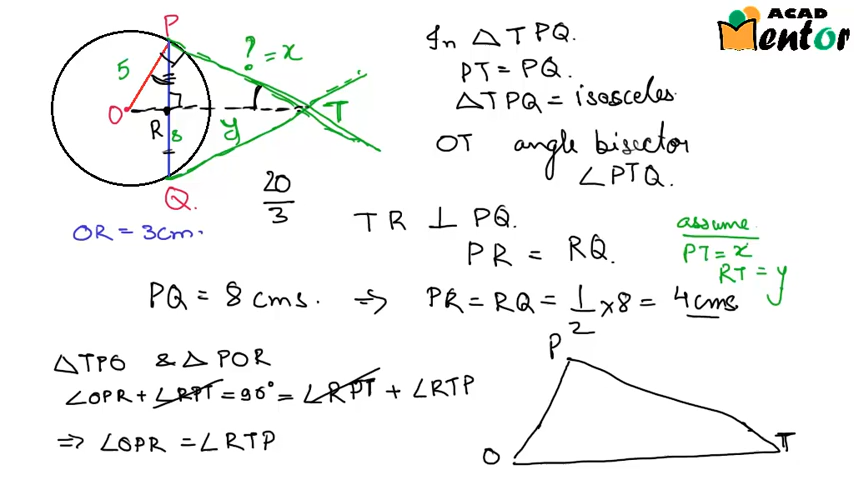 ACAD
Mentor
P
5
? = x
O
R
8
y
T
Q.
20/3
OR = 3cm.
In △TPQ.
PT = PQ
△TPQ = isosceles
OT angle bisector
∠PTQ.
TR ⊥ PQ.
PR = RQ.
assume
PT = x
RT = y
PQ = 8 cms. ⇒ PR = RQ = 1/2 × 8 = 4 cms
△TPO & △POR
∠OPR + ∠RPT = 90° = ∠RPT + ∠RTP
⇒ ∠OPR = ∠RTP
P
O
T